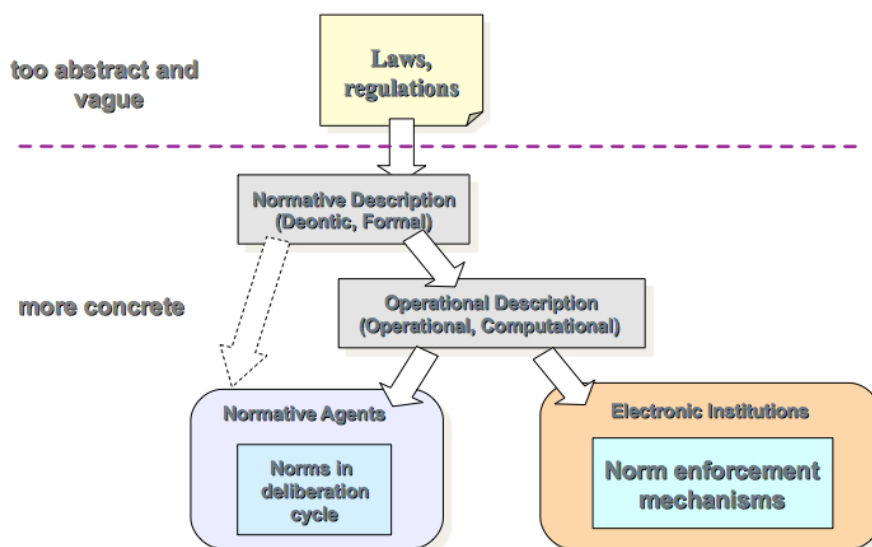 Laws,
regulations
too abstract and
vague
Normative Description
(Deontic, Formal)
more concrete
Operational Description
(Operational, Computational)
Normative Agents
Norms in
deliberation
cycle
Electronic Institutions
Norm enforcement
mechanisms